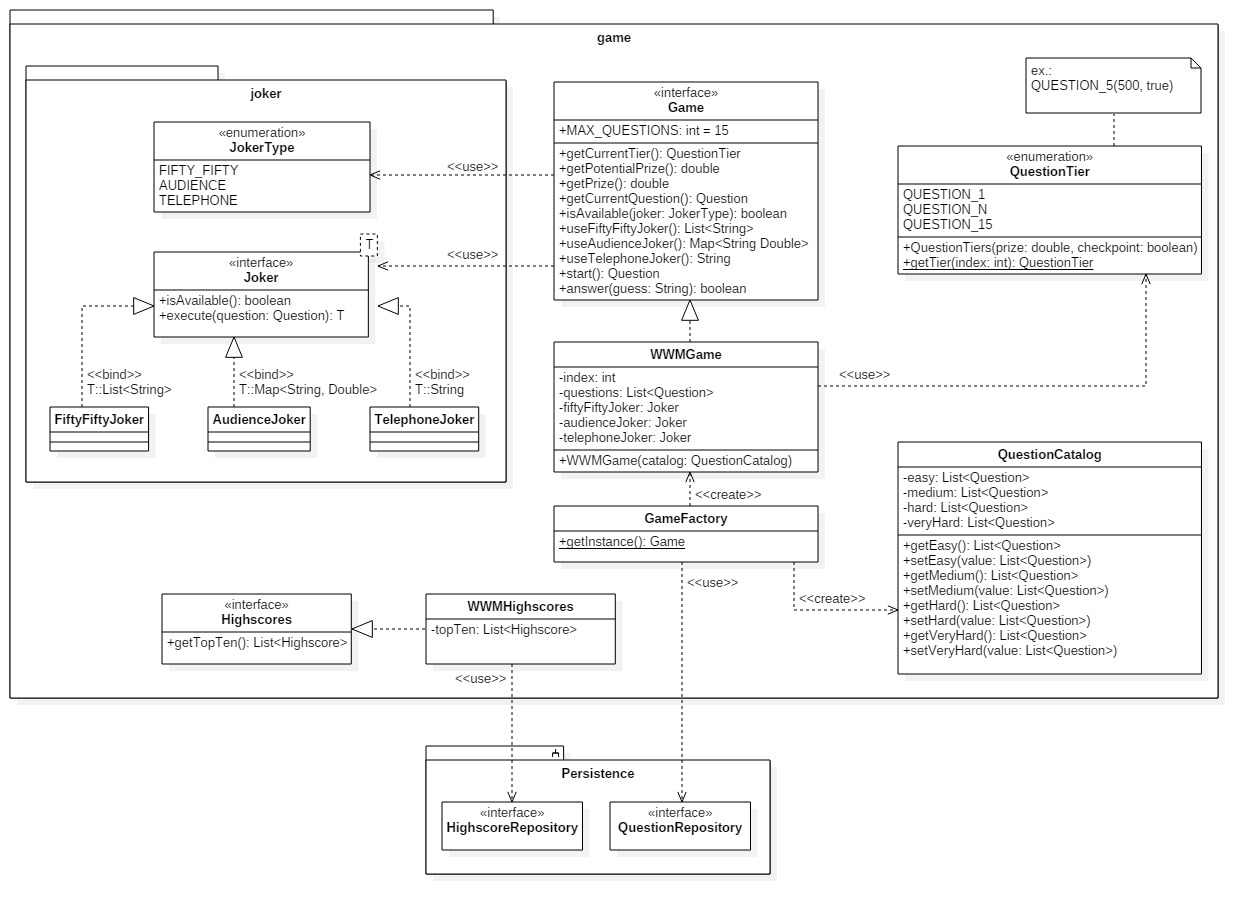 game
joker
«enumeration»
JokerType
FIFTY_FIFTY
AUDIENCE
TELEPHONE
<<use>>
T
«interface»
Joker
+isAvailable(): boolean
+execute(question: Question): T
<<use>>
<<bind>>
T::List<String>
<<bind>>
T::Map<String, Double>
<<bind>>
T::String
FiftyFiftyJoker
AudienceJoker
TelephoneJoker
«interface»
Game
+MAX_QUESTIONS: int = 15
+getCurrentTier(): QuestionTier
+getPotentialPrize(): double
+getPrize(): double
+getCurrentQuestion(): Question
+isAvailable(joker: JokerType): boolean
+useFiftyFiftyJoker(): List<String>
+useAudienceJoker(): Map<String Double>
+useTelephoneJoker(): String
+start(): Question
+answer(guess: String): boolean
ex.:
QUESTION_5(500, true)
«enumeration»
QuestionTier
QUESTION_1
QUESTION_N
QUESTION_15
+QuestionTiers(prize: double, checkpoint: boolean)
+getTier(index: int): QuestionTier
WWMGame
-index: int
-questions: List<Question>
-fiftyFiftyJoker: Joker
-audienceJoker: Joker
-telephoneJoker: Joker
+WWMGame(catalog: QuestionCatalog)
<<use>>
<<create>>
GameFactory
+getInstance(): Game
<<use>>
<<create>>
QuestionCatalog
-easy: List<Question>
-medium: List<Question>
-hard: List<Question>
-veryHard: List<Question>
+getEasy(): List<Question>
+setEasy(value: List<Question>)
+getMedium(): List<Question>
+setMedium(value: List<Question>)
+getHard(): List<Question>
+setHard(value: List<Question>)
+getVeryHard(): List<Question>
+setVeryHard(value: List<Question>)
«interface»
Highscores
+getTopTen(): List<Highscore>
WWMHighscores
-topTen: List<Highscore>
<<use>>
Persistence
«interface»
HighscoreRepository
«interface»
QuestionRepository